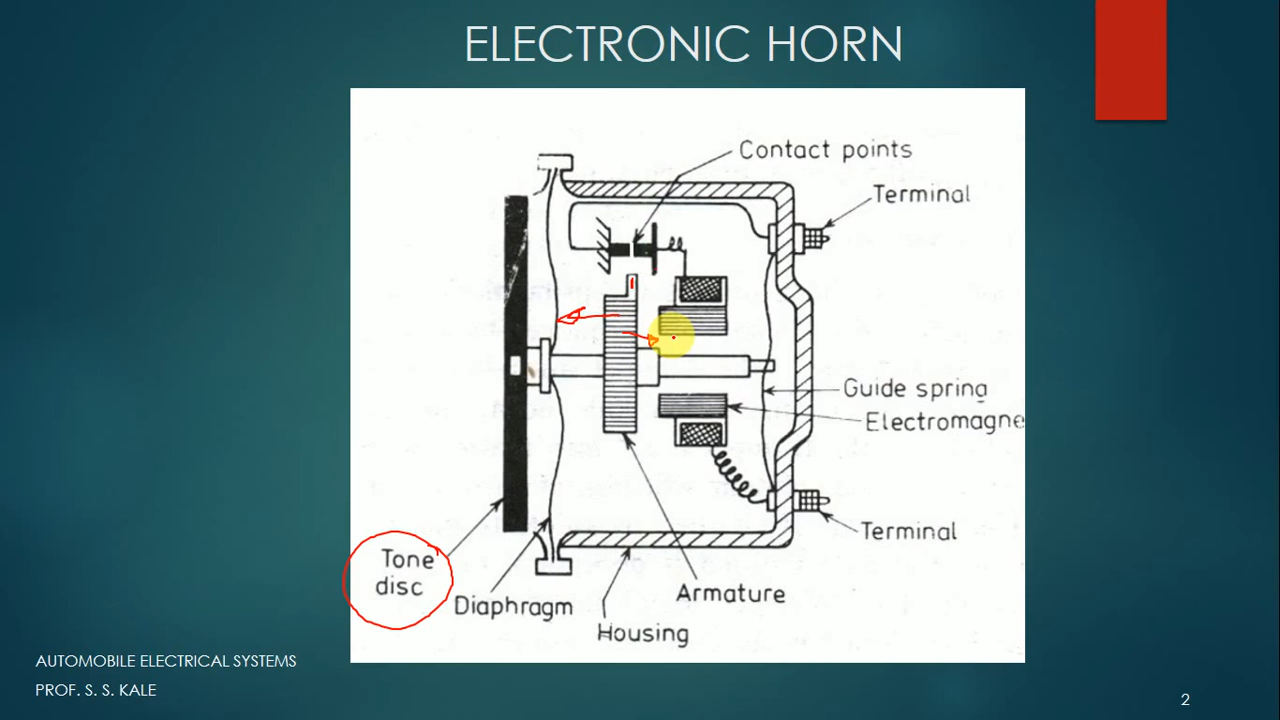 ELECTRONIC HORN
Contact points
Terminal
Guide spring
Electromagne
Terminal
Tone
disc
Diaphragm
Armature
Housing
AUTOMOBILE ELECTRICAL SYSTEMS
PROF. S. S. KALE
2